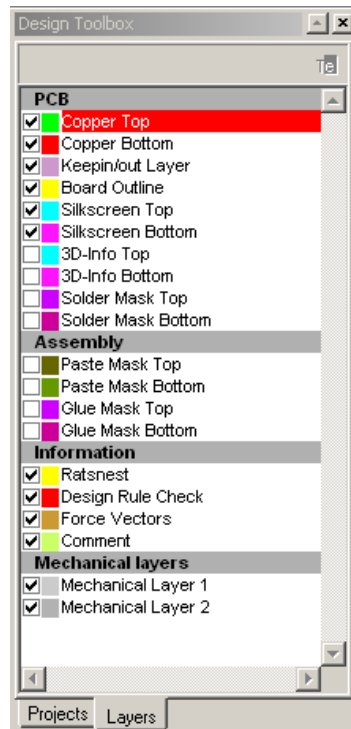 Design Toolbox
Te
PCB
Copper Top
Copper Bottom
Keepin/out Layer
Board Outline
Silkscreen Top
Silkscreen Bottom
3D-Info Top
3D-Info Bottom
Solder Mask Top
Solder Mask Bottom
Assembly
Paste Mask Top
Paste Mask Bottom
Glue Mask Top
Glue Mask Bottom
Information
Ratsnest
Design Rule Check
Force Vectors
Comment
Mechanical layers
Mechanical Layer 1
Mechanical Layer 2
Projects Layers